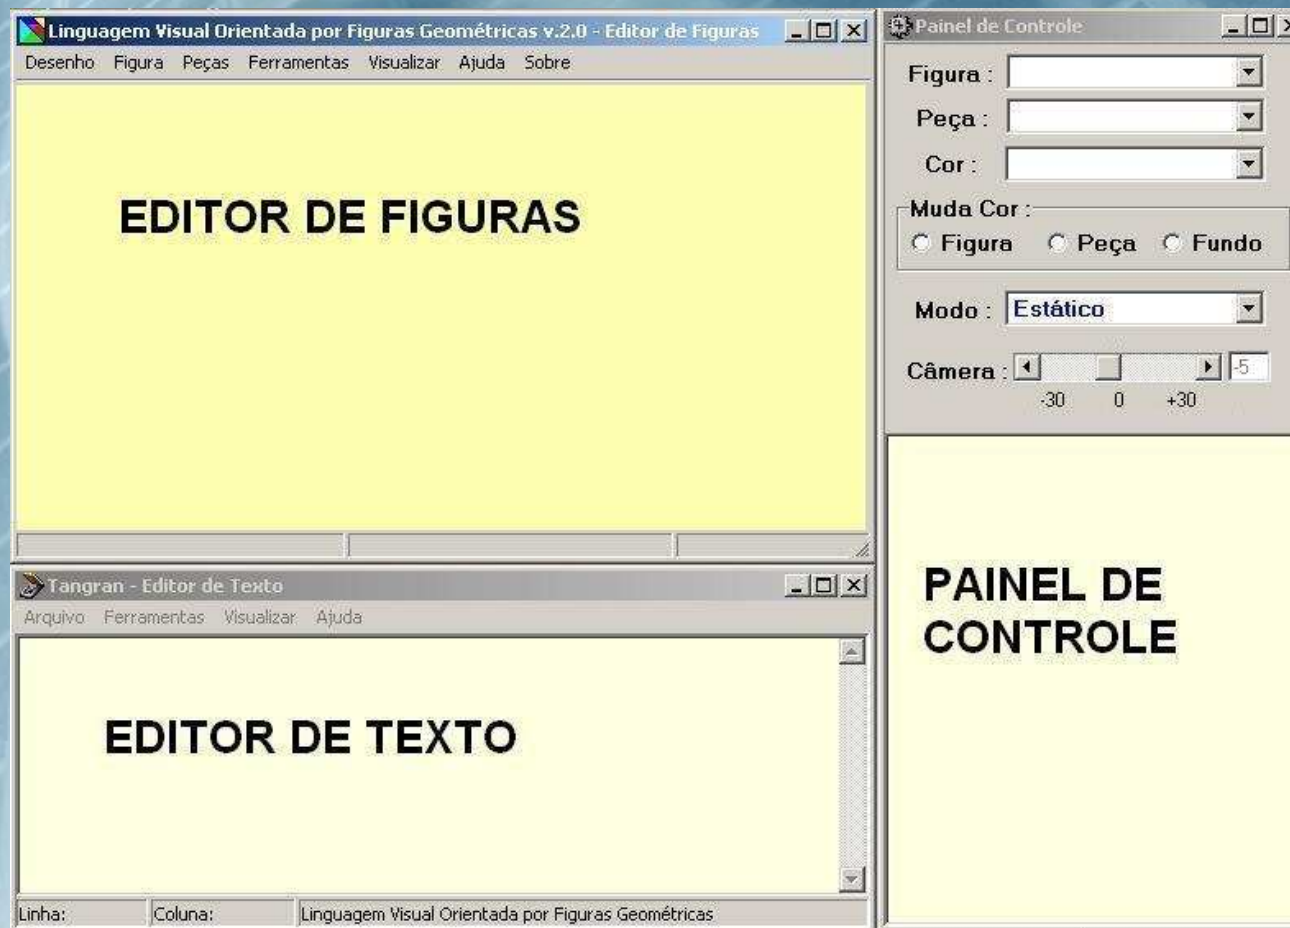 Linguagem Visual Orientada por Figuras Geométricas v.2.0 - Editor de Figuras
Desenho Figura Peças Ferramentas Visualizar Ajuda Sobre
EDITOR DE FIGURAS
Tangran - Editor de Texto
Arquivo Ferramentas Visualizar Ajuda
EDITOR DE TEXTO
Linha: Coluna: Linguagem Visual Orientada por Figuras Geométricas
Painel de Controle
Figura :
Peça :
Cor :
Muda Cor :
Figura Peça Fundo
Modo : Estático
Câmera : -5
-30 0 +30
PAINEL DE
CONTROLE